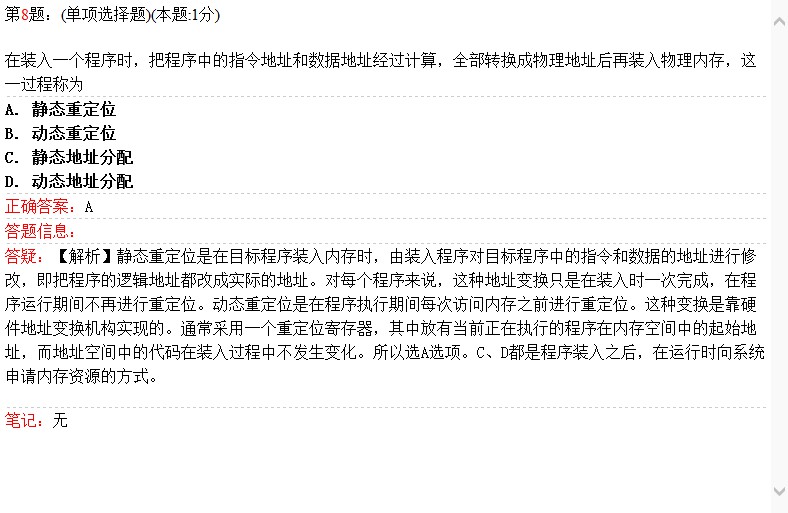 第8题：(单项选择题)(本题:1分)
在装入一个程序时，把程序中的指令地址和数据地址经过计算，全部转换成物理地址后再装入物理内存，这
一过程称为
A. 静态重定位
B. 动态重定位
C. 静态地址分配
D. 动态地址分配
正确答案：A
答题信息：
答疑：【解析】静态重定位是在目标程序装入内存时，由装入程序对目标程序中的指令和数据的地址进行修
改，即把程序的逻辑地址都改成实际的地址。对每个程序来说，这种地址变换只是在装入时一次完成，在程
序运行期间不再进行重定位。动态重定位是在程序执行期间每次访问内存之前进行重定位。这种变换是靠硬
件地址变换机构实现的。通常采用一个重定位寄存器，其中放有当前正在执行的程序在内存空间中的起始地
址，而地址空间中的代码在装入过程中不发生变化。所以选A选项。C、D都是程序装入之后，在运行时向系统
申请内存资源的方式。
笔记：无